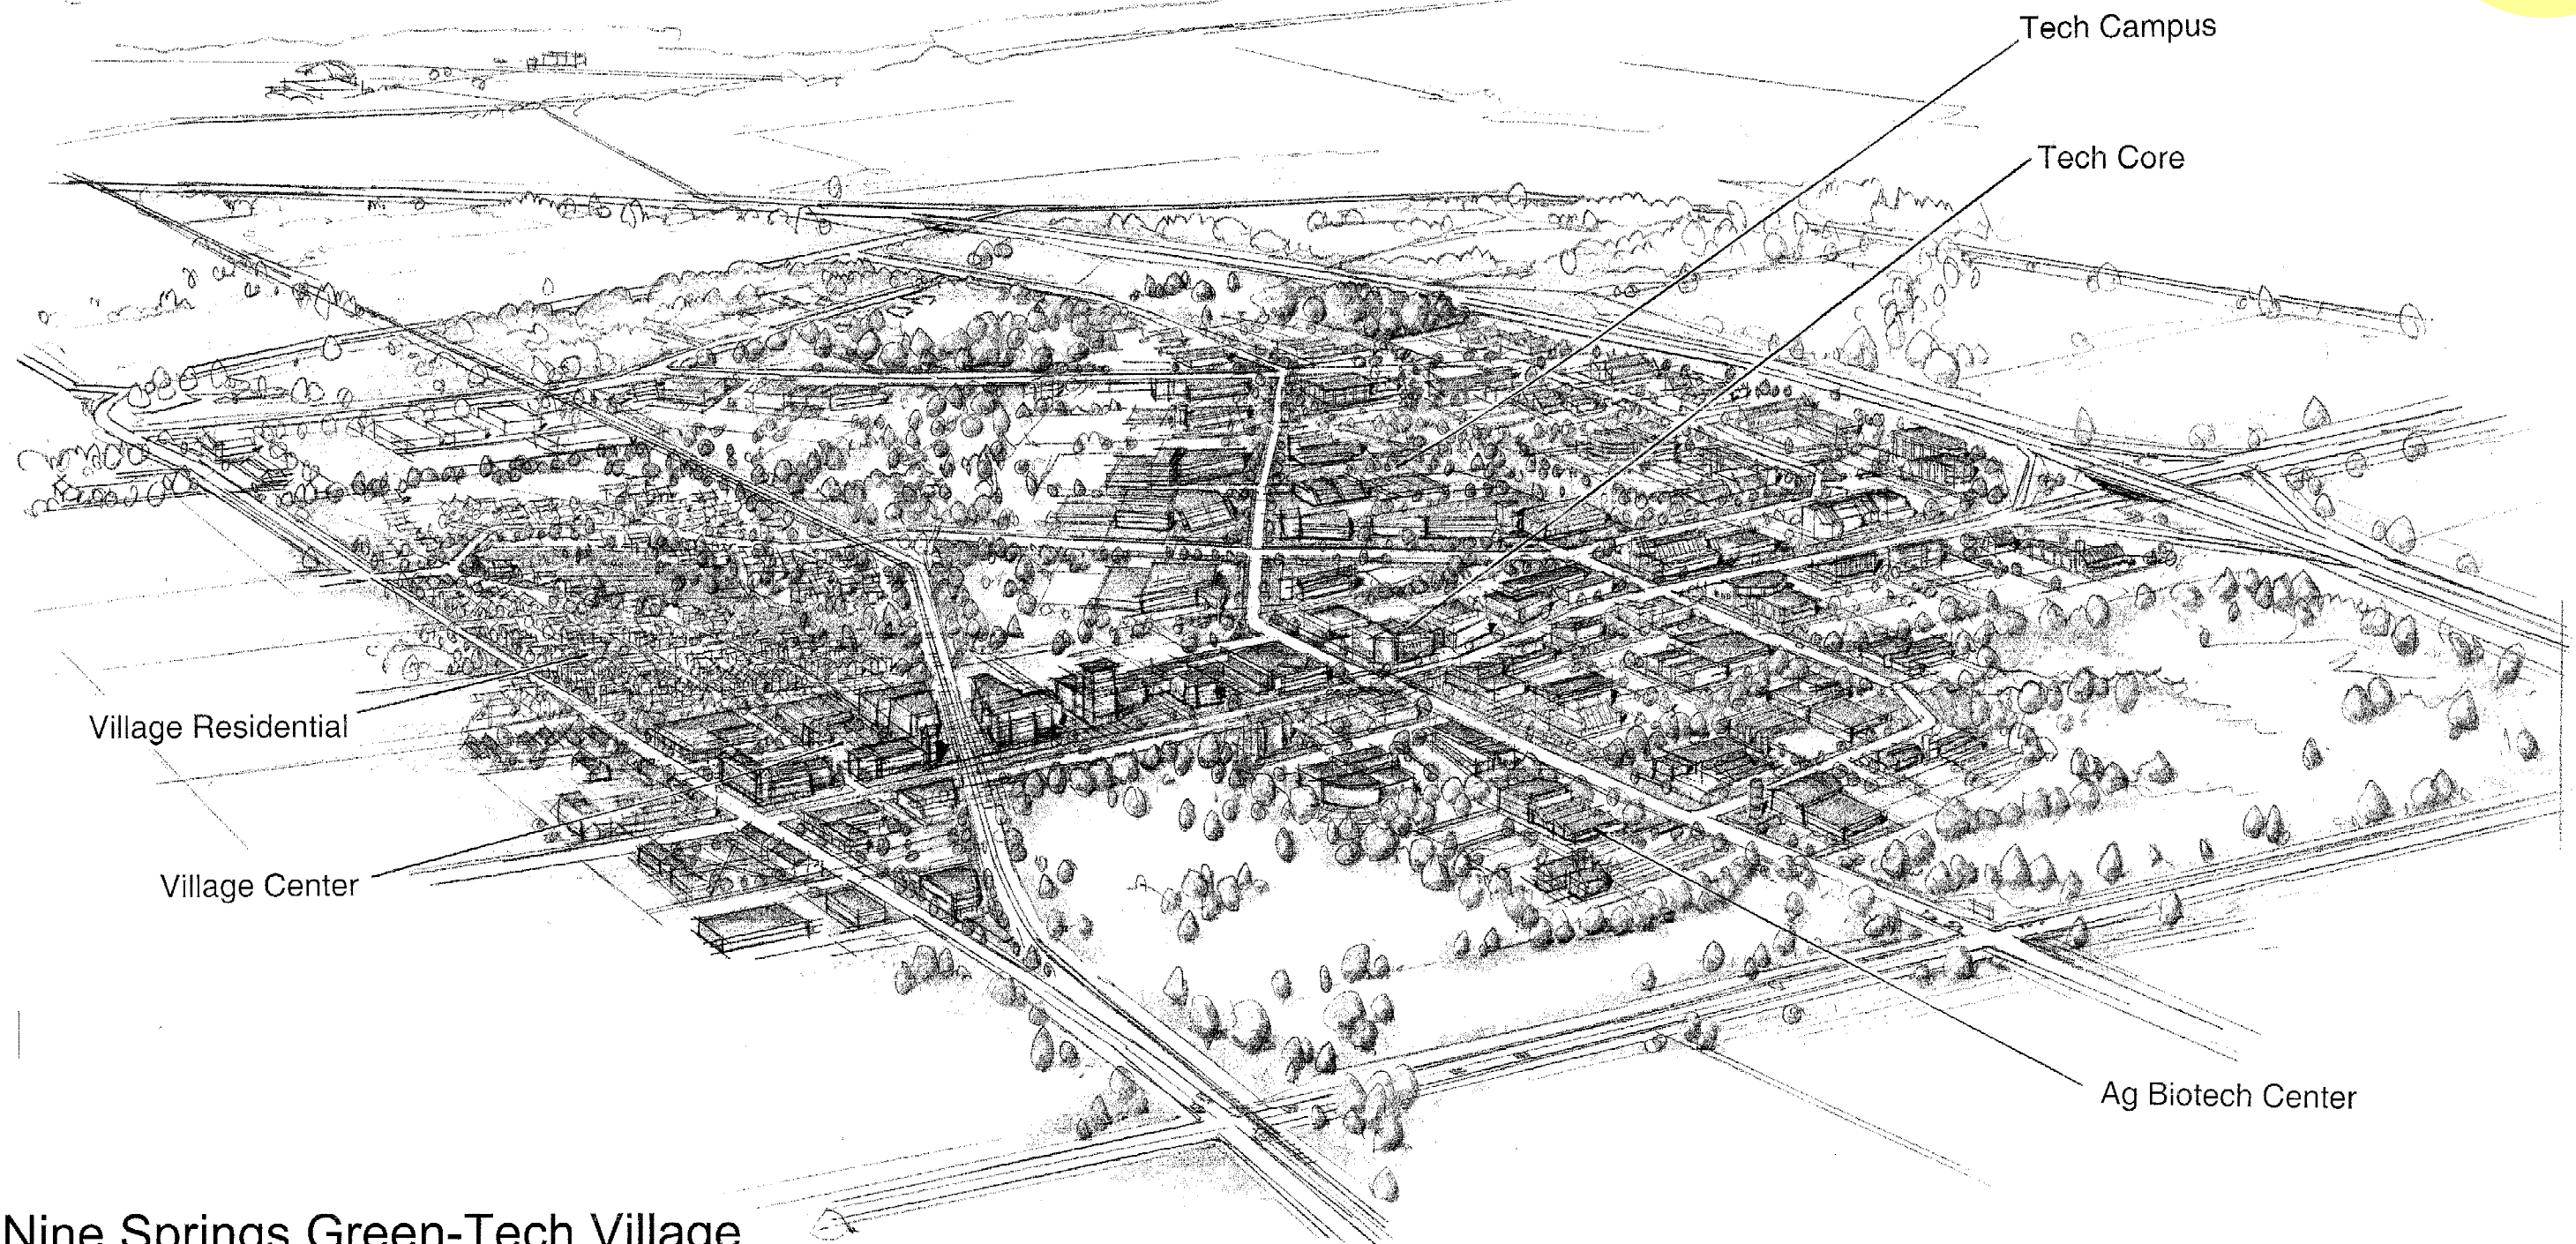 Tech Campus
Tech Core
Village Residential
Village Center
Ag Biotech Center
Nine Springs Green-Tech Village